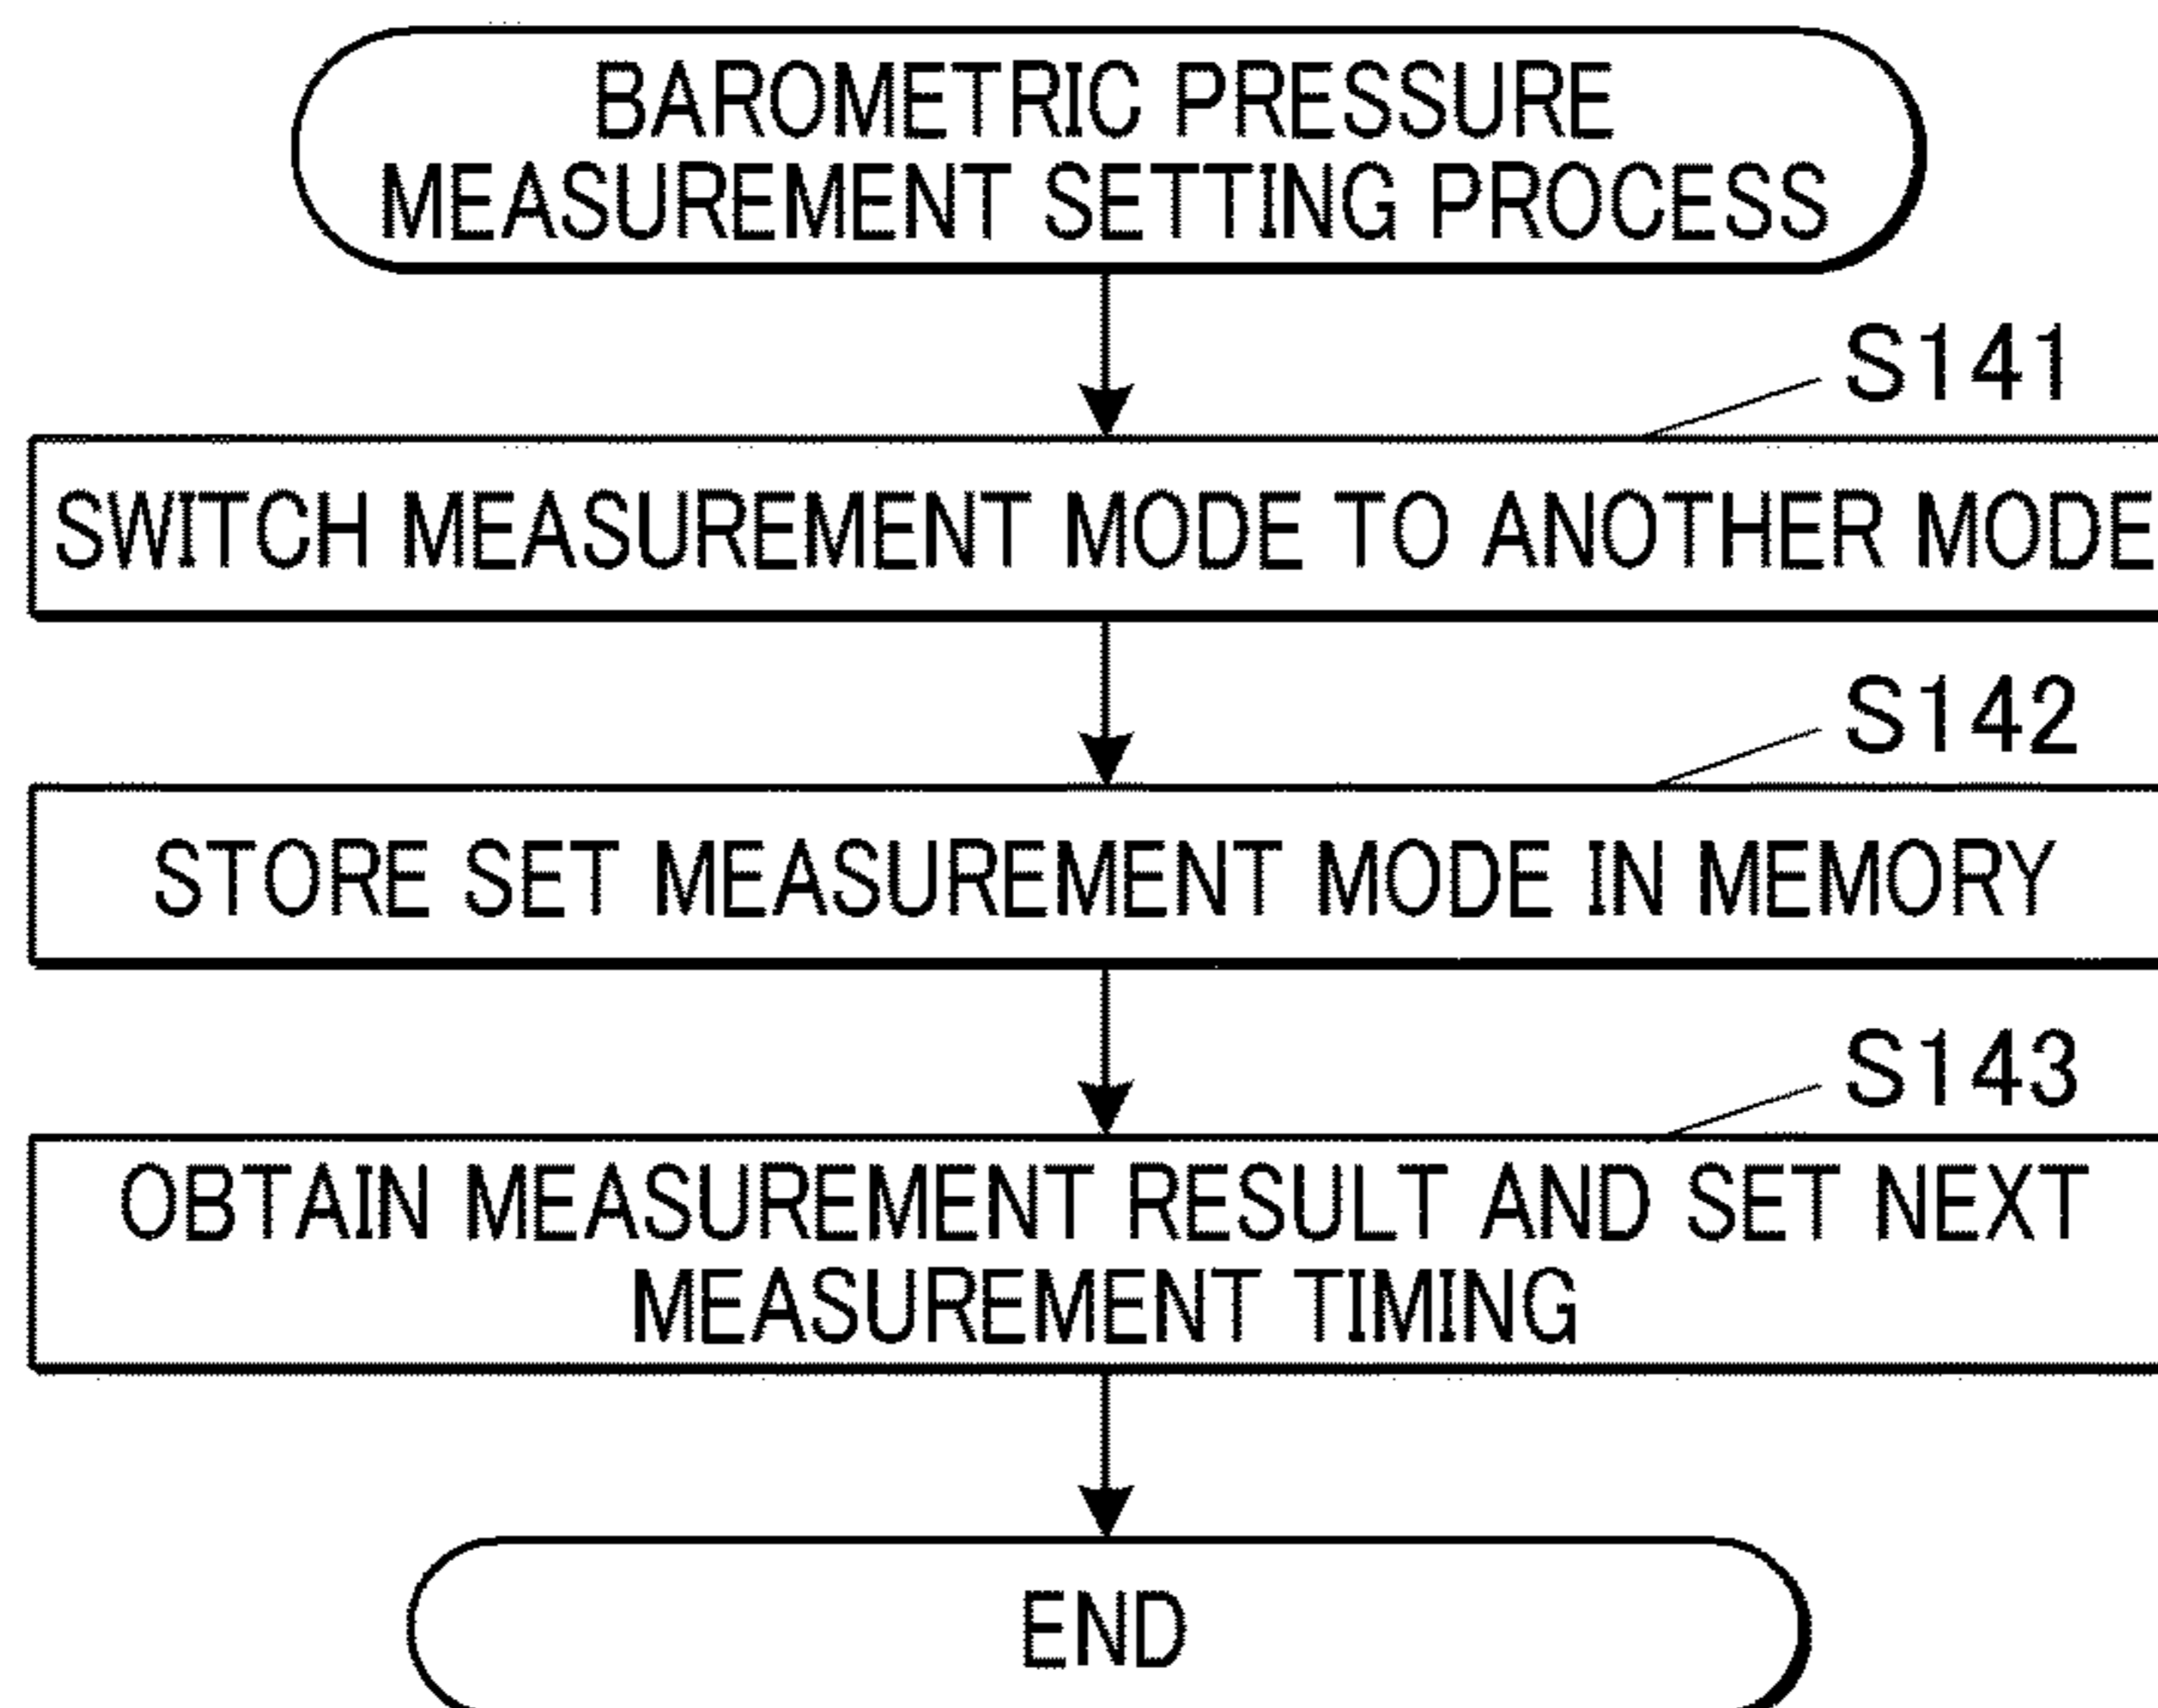 BAROMETRIC PRESSURE
MEASUREMENT SETTING PROCESS
S141
SWITCH MEASUREMENT MODE TO ANOTHER MODE
S142
STORE SET MEASUREMENT MODE IN MEMORY
S143
OBTAIN MEASUREMENT RESULT AND SET NEXT
MEASUREMENT TIMING
END